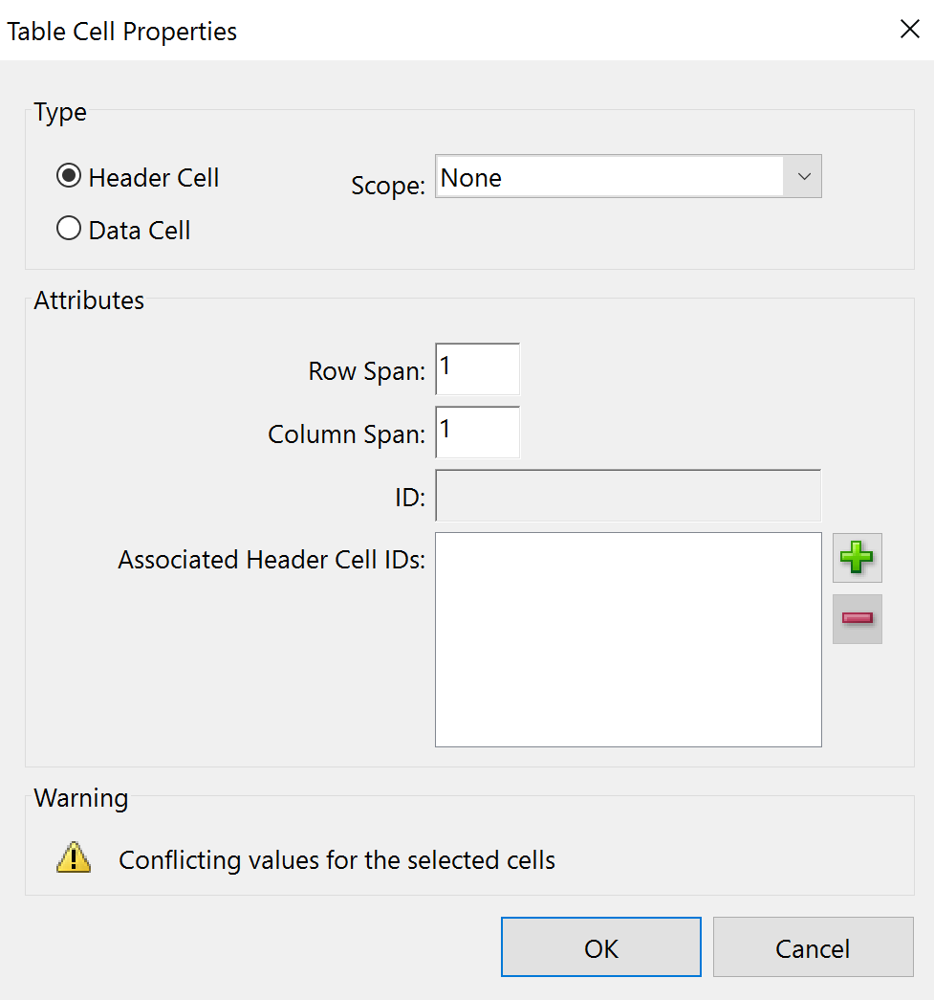 Table Cell Properties
Type
Header Cell
Scope: None
Data Cell
Attributes
Row Span: 1
Column Span: 1
ID:
Associated Header Cell IDs:
Warning
Conflicting values for the selected cells
OK Cancel